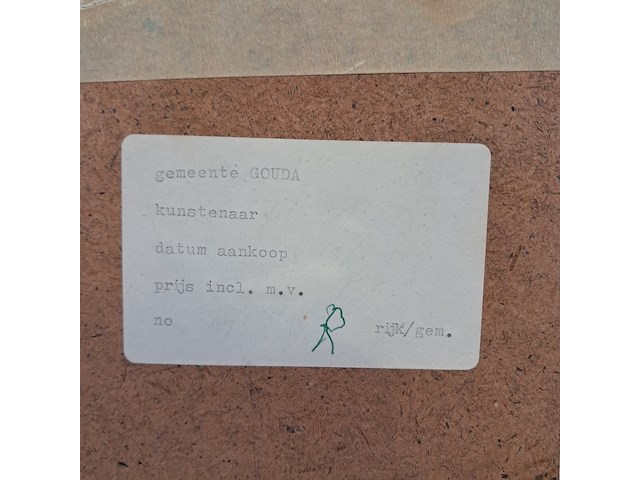 gemeente GOUDA
kunstenaar
datum aankoop
prijs incl. m.v.
no rijk/gem.